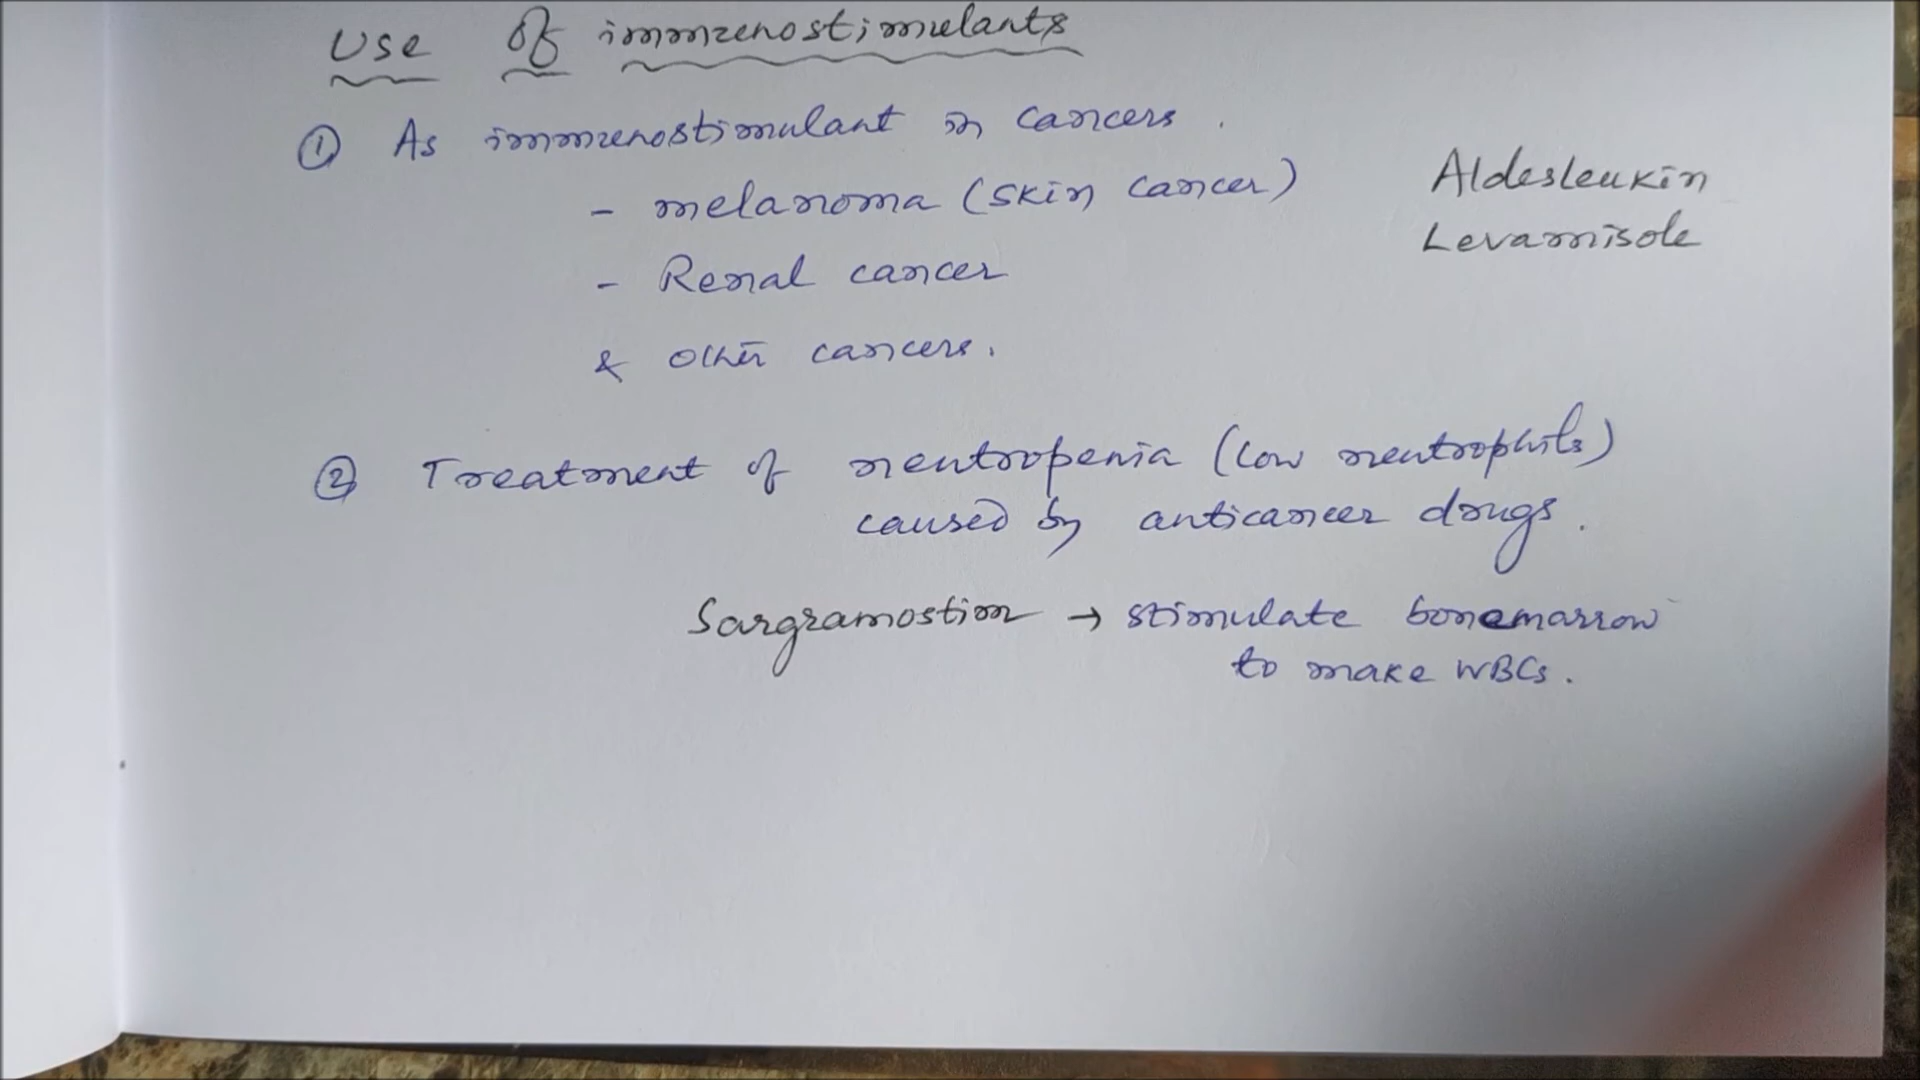 Use of immunostimulants
① As immunostimulant in cancers.
- melanoma (skin cancer)
Aldesleukin
Levamisole
- Renal cancer
& other cancers.
② Treatment of neutropenia (low neutrophils)
caused by anticancer drugs.
Sargramostim → stimulate bonemarrow
to make WBCs.